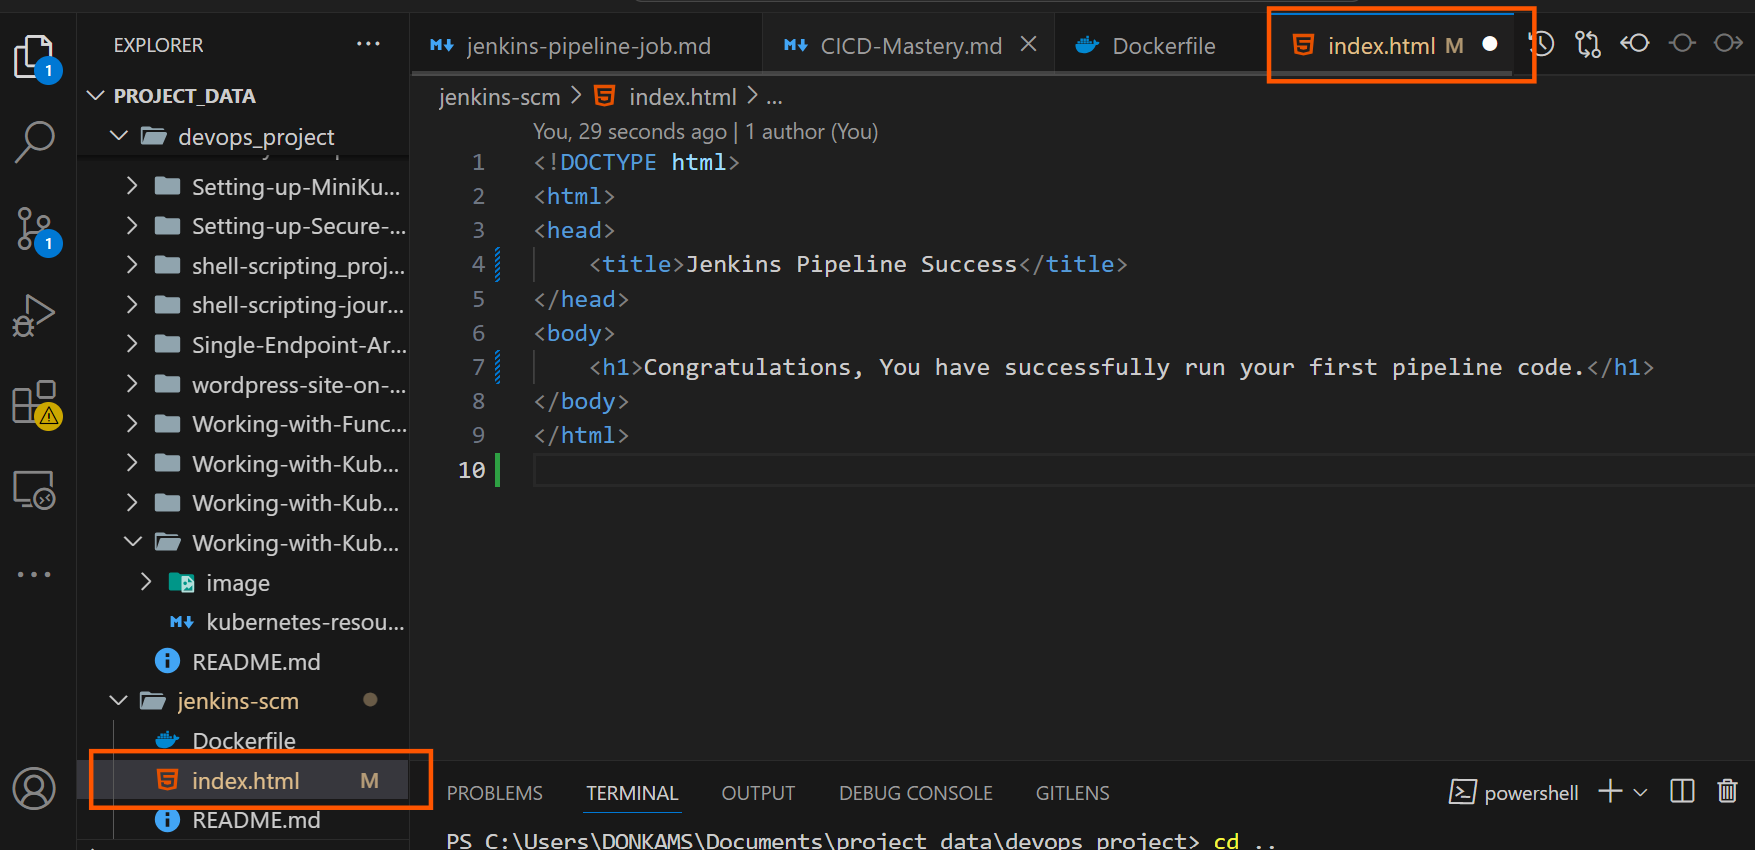 EXPLORER ...
PROJECT_DATA
devops_project
Setting-up-MiniKu...
Setting-up-Secure-...
shell-scripting_proj...
shell-scripting-jour...
Single-Endpoint-Ar...
wordpress-site-on-...
Working-with-Func...
Working-with-Kub...
Working-with-Kub...
Working-with-Kub...
image
kubernetes-resou...
README.md
jenkins-scm
Dockerfile
index.html M
README.md
1
1
jenkins-pipeline-job.md CICD-Mastery.md Dockerfile index.html M
jenkins-scm > index.html > ...
You, 29 seconds ago | 1 author (You)
1 <!DOCTYPE html>
2 <html>
3 <head>
4 <title>Jenkins Pipeline Success</title>
5 </head>
6 <body>
7 <h1>Congratulations, You have successfully run your first pipeline code.</h1>
8 </body>
9 </html>
10
PROBLEMS TERMINAL OUTPUT DEBUG CONSOLE GITLENS powershell
PS C:\Users\DONKAMS\Documents\project_data\devops_project> cd ..